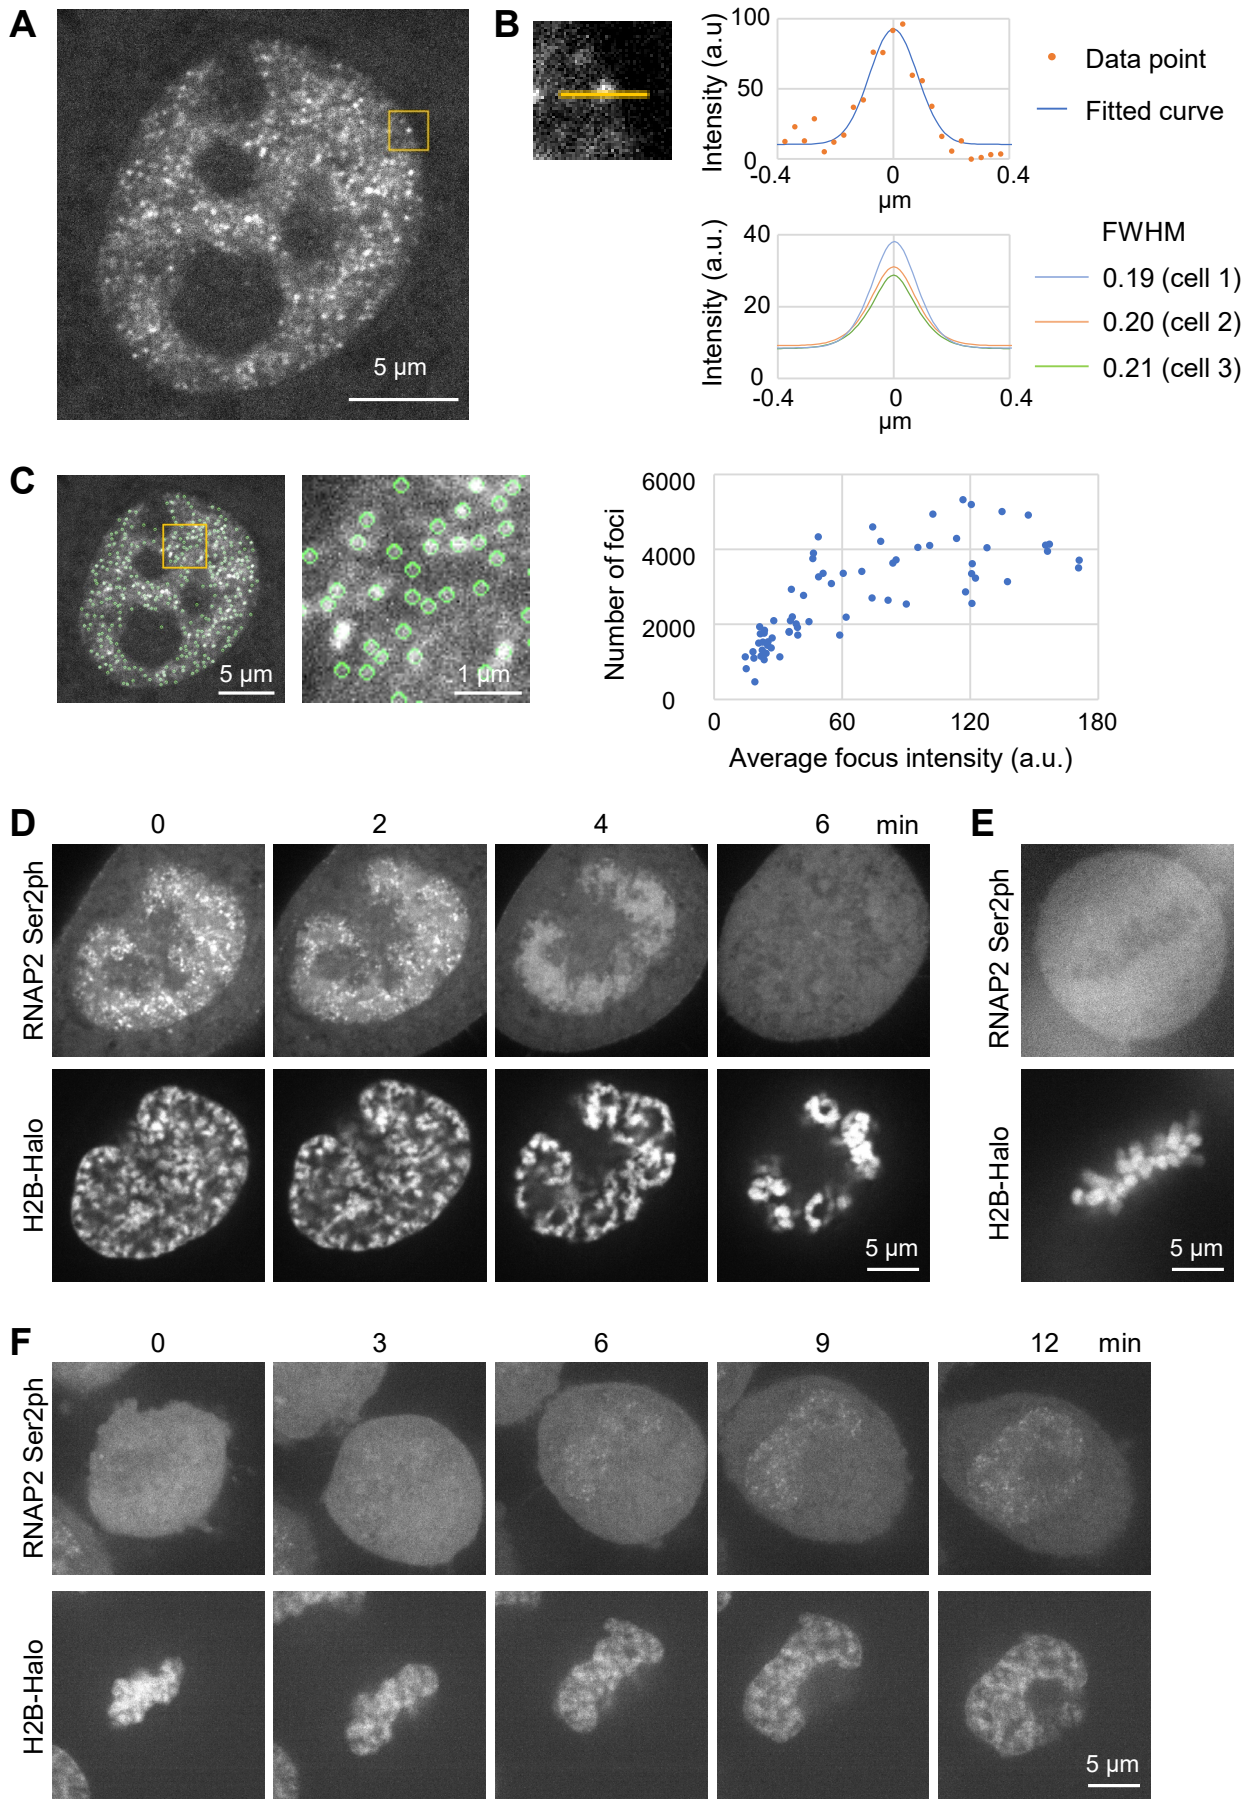 A
5 µm
B
Intensity (a.u)
100
50
0
-0.4
0
0.4
µm
Data point
Fitted curve
Intensity (a.u.)
40
20
0
-0.4
0
0.4
µm
FWHM
0.19 (cell 1)
0.20 (cell 2)
0.21 (cell 3)
C
5 µm
1 µm
Number of foci
6000
4000
2000
0
0
60
120
180
Average focus intensity (a.u.)
D
0
2
4
6
min
RNAP2 Ser2ph
H2B-Halo
5 µm
E
RNAP2 Ser2ph
H2B-Halo
5 µm
F
0
3
6
9
12
min
RNAP2 Ser2ph
H2B-Halo
5 µm